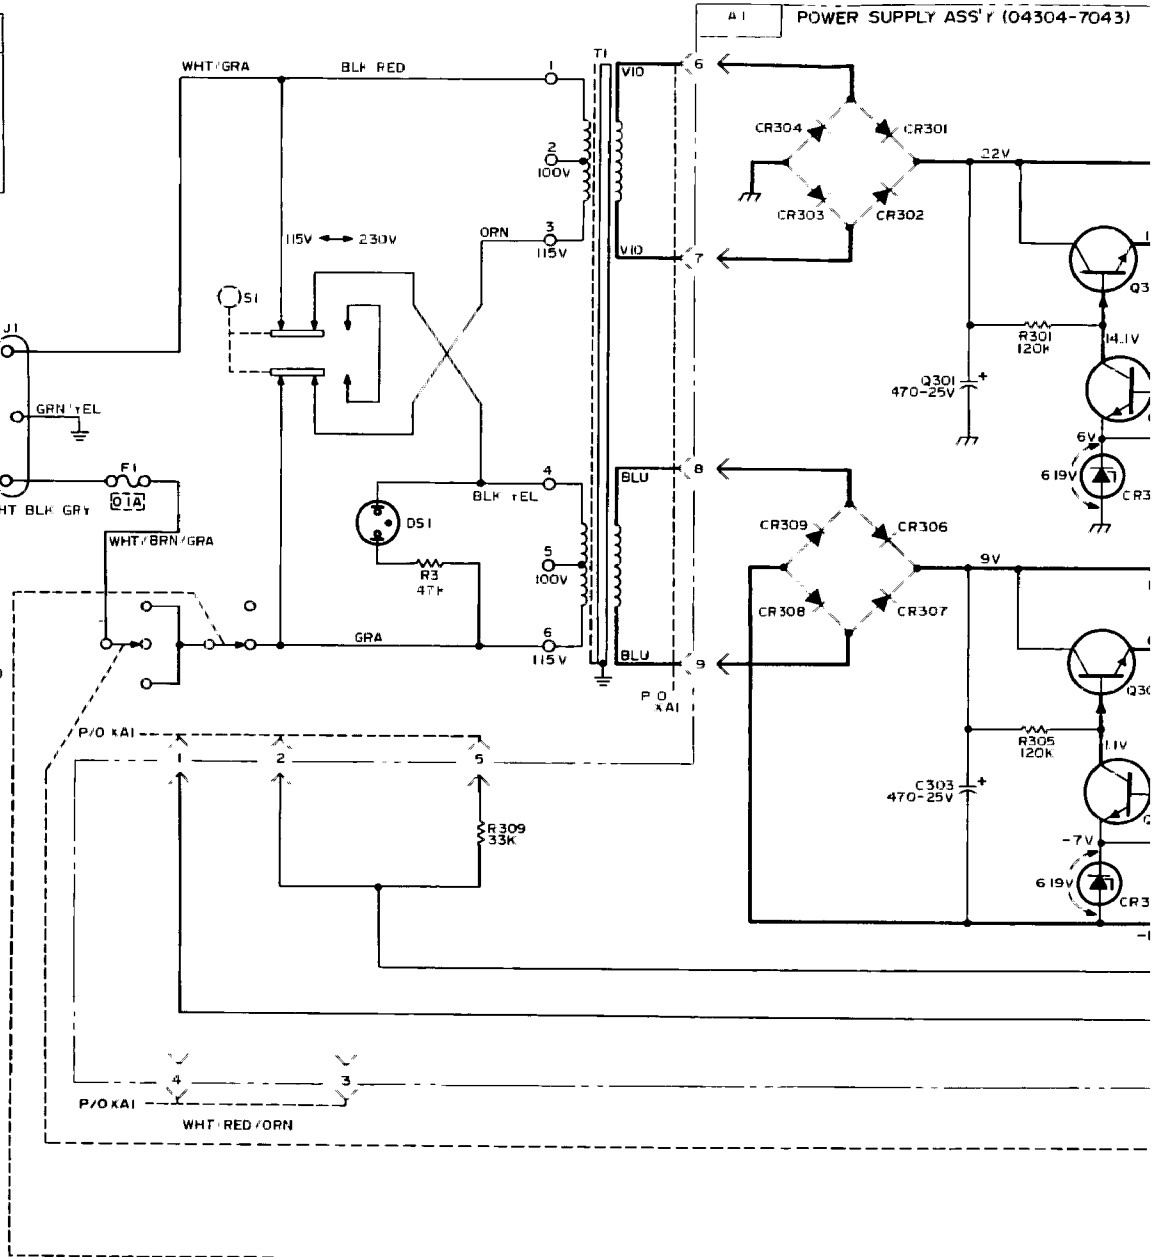 A1
POWER SUPPLY ASS'Y (04304-7043)
WHT/GRA
BLK RED
1
T1
VIO
6
2
100V
CR304
CR301
22V
CR303
CR302
ORN
3
115V
VIO
7
115V
230V
S1
J1
R301
120K
14.1V
Q301
470-25V
+
GRN YEL
6V
6.19V
F1
0.1A
BLK YEL
4
BLU
8
DS1
WHT/BRN/GRA
R3
47K
5
100V
CR309
CR306
9V
CR308
CR307
GRA
6
115V
BLU
9
P O
XA1
P/O XA1
1
2
5
R305
120K
1.1V
C303
470-25V
+
R309
33K
-7V
6.19V
4
3
P/O XA1
WHT RED/ORN